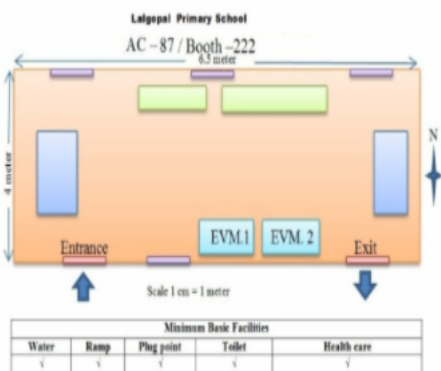 Lalgopal Primary School
AC – 87 / Booth –222
6.5 meter
4 meter
N
EVM.1 EVM. 2
Entrance Exit
Scale 1 cm = 1 meter
Minimum Basic Facilities
Water Ramp Plug point Toilet Health care
√ √ √ √ √